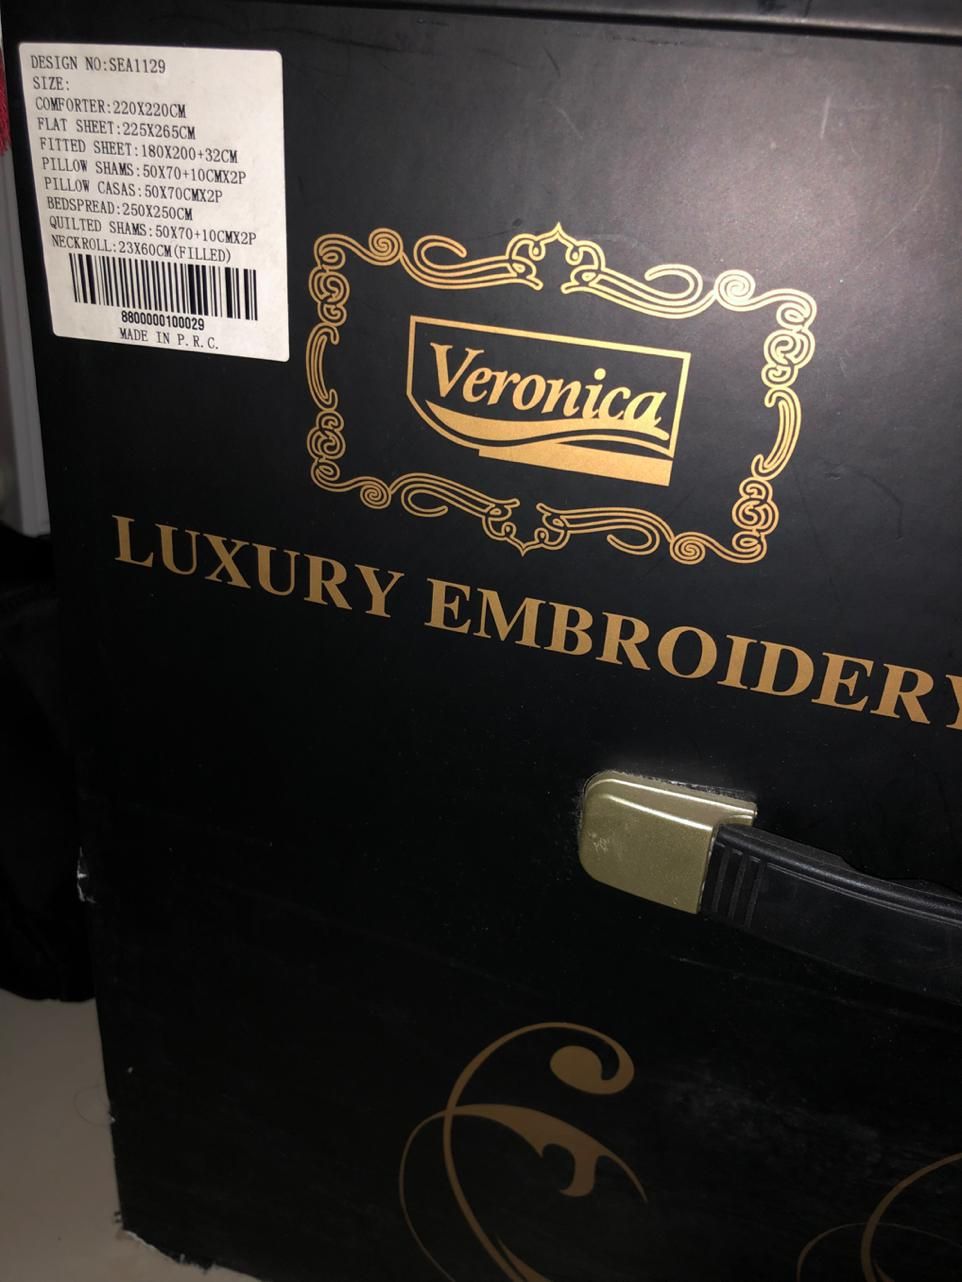 DESIGN NO:SEA1129
SIZE:
COMFORTER:220X220CM
FLAT SHEET:225X265CM
FITTED SHEET:180X200+32CM
PILLOW SHAMS:50X70+10CMX2P
PILLOW CASAS:50X70CMX2P
BEDSPREAD:250X250CM
QUILTED SHAMS:50X70+10CMX2P
NECKROLL:23X60CM(FILLED)
8800000100029
MADE IN P.R.C.
Veronica
LUXURY EMBROIDERY